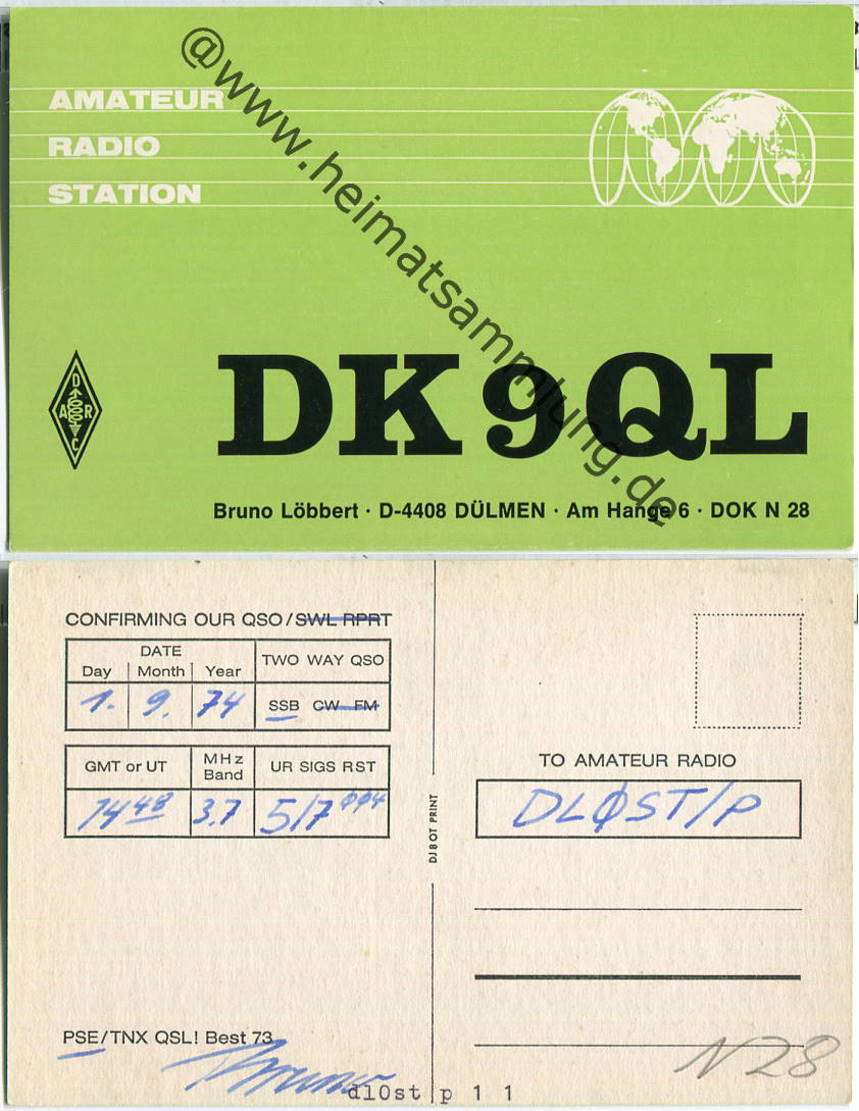 @www.heimatsammlung.de
AMATEUR
RADIO
STATION
D
A R
C
DK9QL
Bruno Löbbert · D-4408 DÜLMEN · Am Hange 6 · DOK N 28
CONFIRMING OUR QSO/SWL RPRT
DATE
Day Month Year TWO WAY QSO
1. 9. 74 SSB CW FM
GMT or UT MHz Band UR SIGS RST
14 48 3.7 5/7 004
DJ8OT PRINT
TO AMATEUR RADIO
DLØST/P
PSE/TNX QSL! Best 73
Bruno
N28
dl0st p 1 1